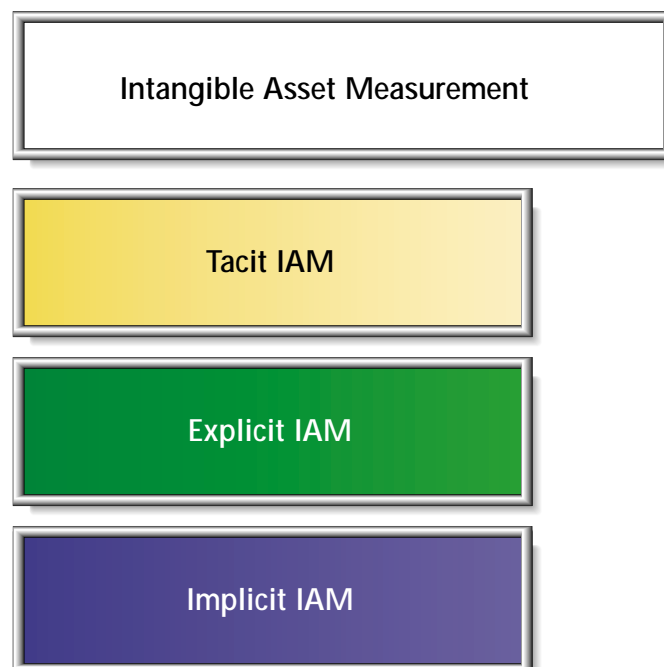 Intangible Asset Measurement
Tacit IAM
Explicit IAM
Implicit IAM